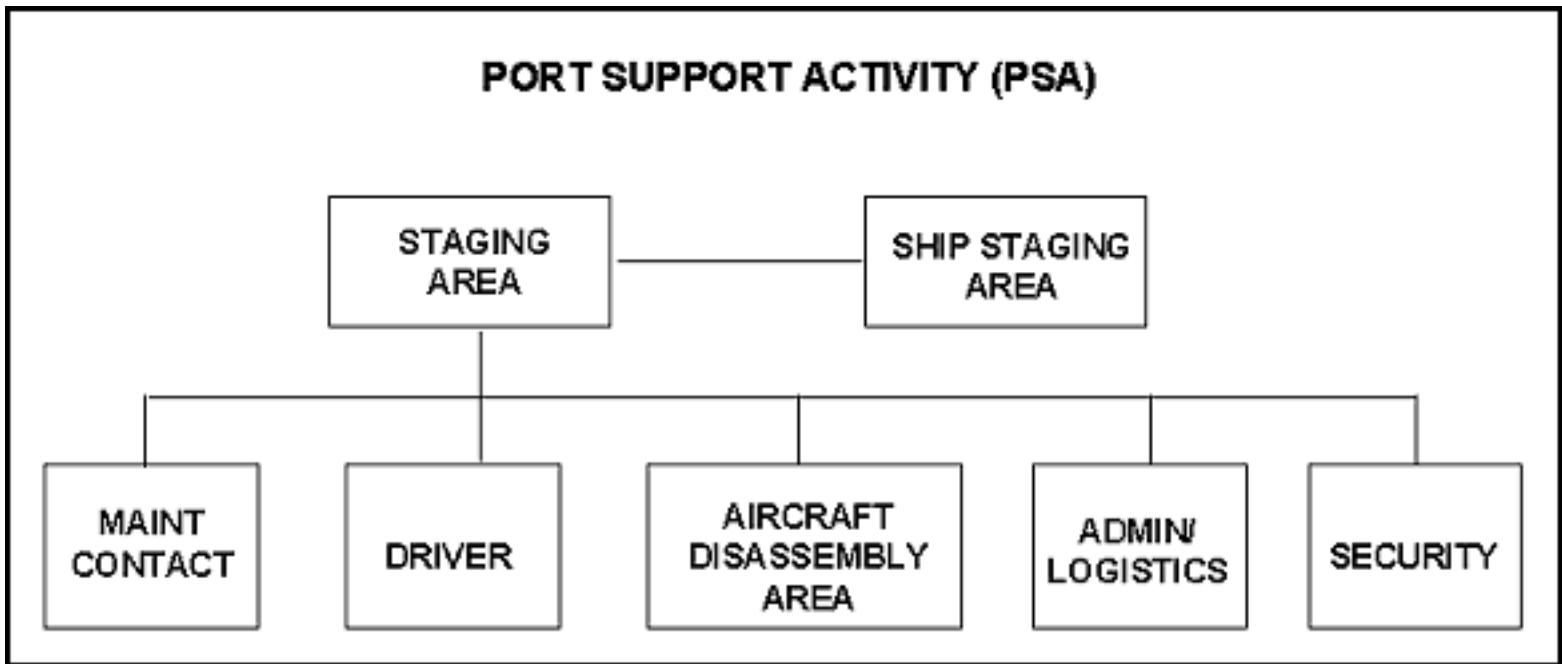 PORT SUPPORT ACTIVITY (PSA)
STAGING
AREA
SHIP STAGING
AREA
MAINT
CONTACT
DRIVER
AIRCRAFT
DISASSEMBLY
AREA
ADMIN/
LOGISTICS
SECURITY